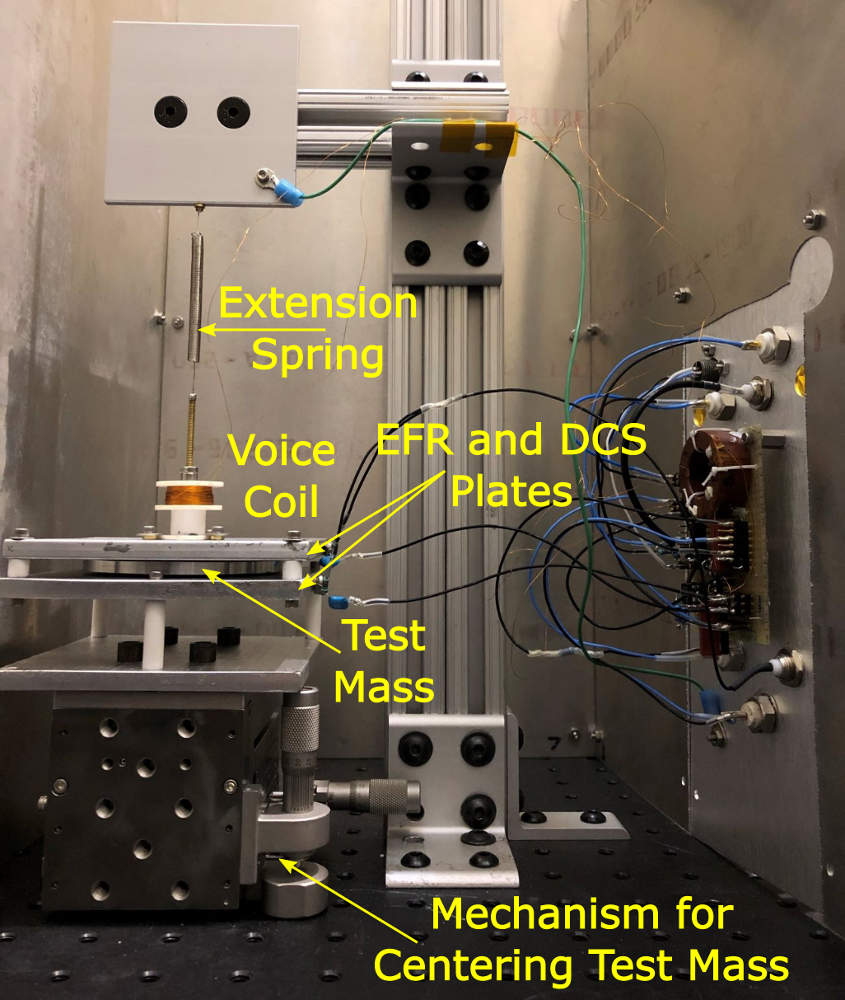 Extension
Spring
Voice
Coil
EFR and DCS
Plates
Test
Mass
Mechanism for
Centering Test Mass